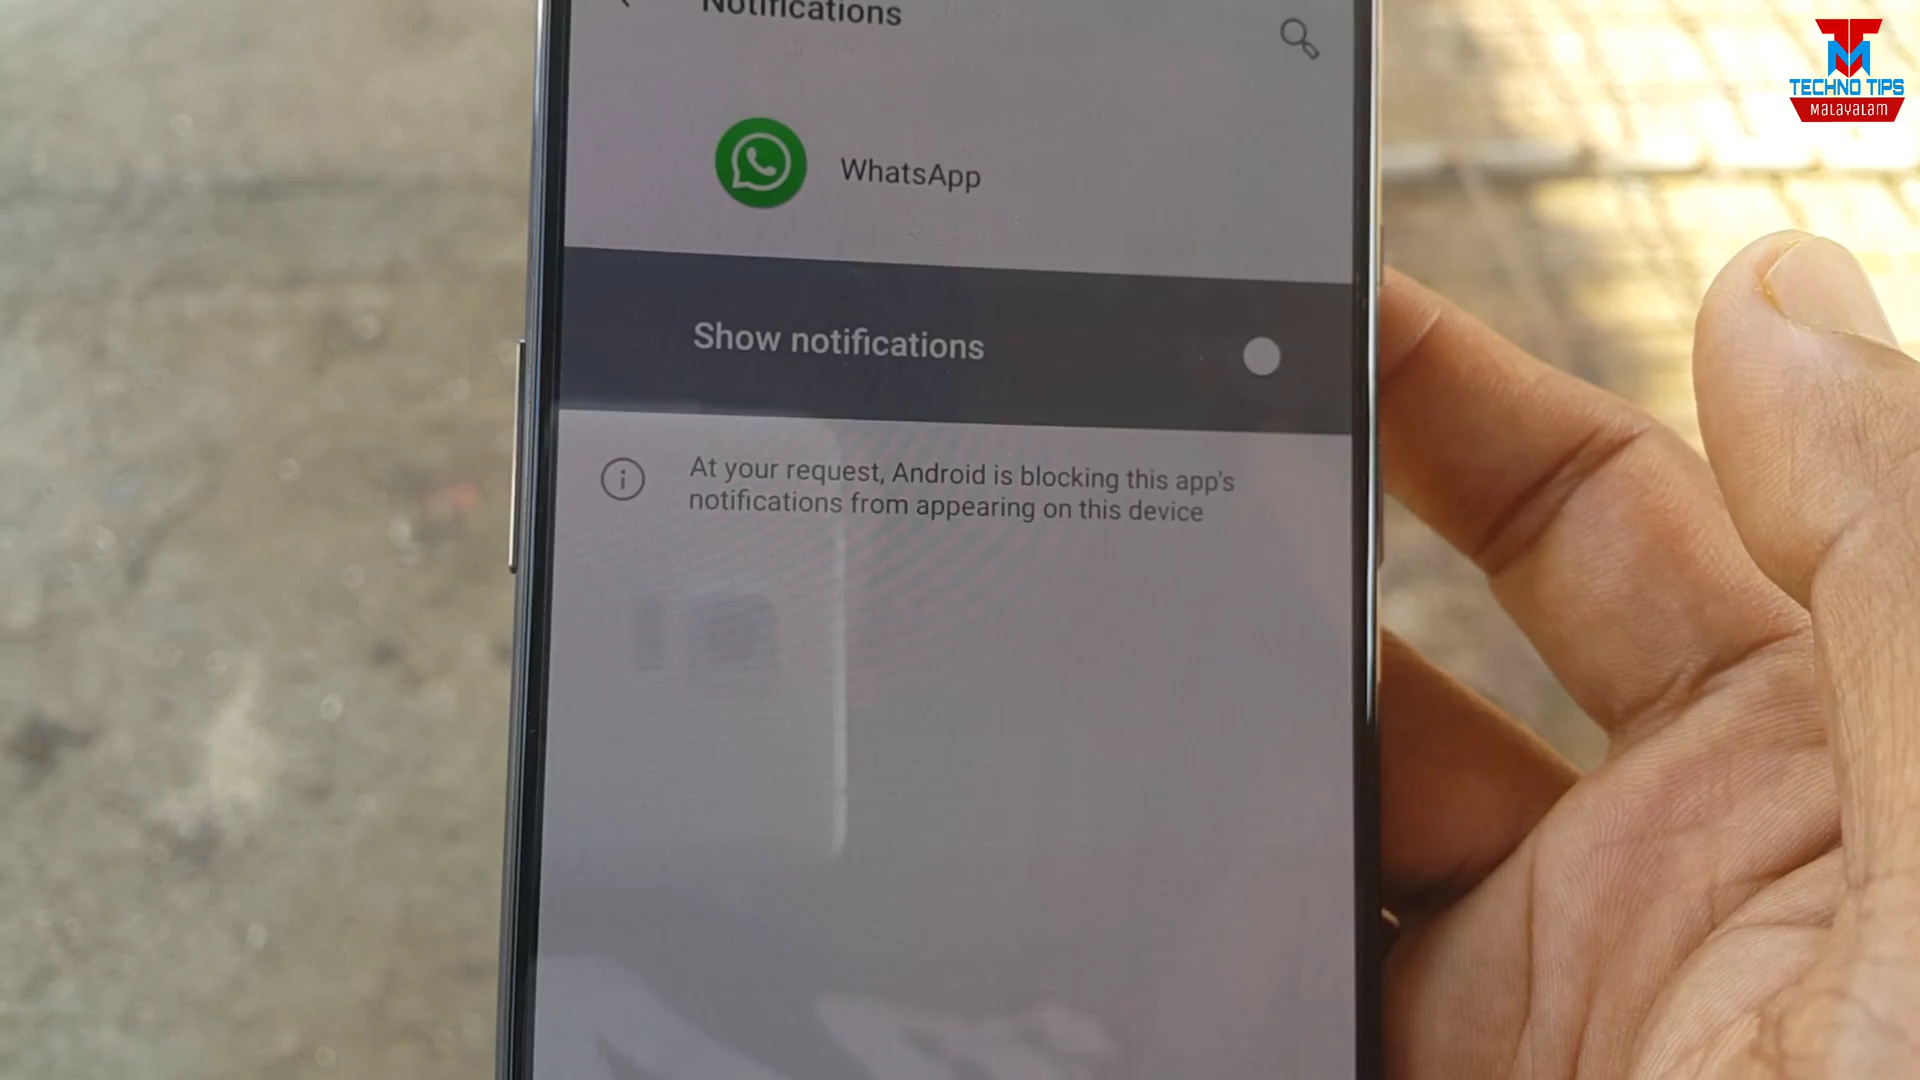 Notifications
WhatsApp
Show notifications
At your request, Android is blocking this app's
notifications from appearing on this device
TM
TECHNO TIPS
MALAYALAM